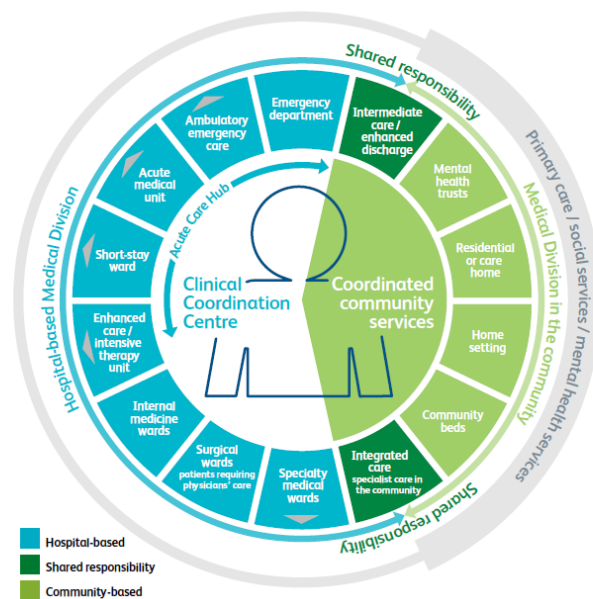 Shared responsibility
Emergency
department
Intermediate
care /
enhanced
discharge
Ambulatory
emergency
care
Mental
health
trusts
Acute
medical
unit
Residential
or care
home
Short-stay
ward
Home
setting
Enhanced
care /
intensive
therapy
unit
Community
beds
Internal
medicine
wards
Integrated
care
specialist care in
the community
Surgical
wards
patients requiring
physicians' care
Specialty
medical
wards
Acute Care Hub
Clinical
Coordination
Centre
Coordinated
community
services
Hospital-based Medical Division
Medical Division in the community
Primary care / social services / mental health services
Shared responsibility
Hospital-based
Shared responsibility
Community-based